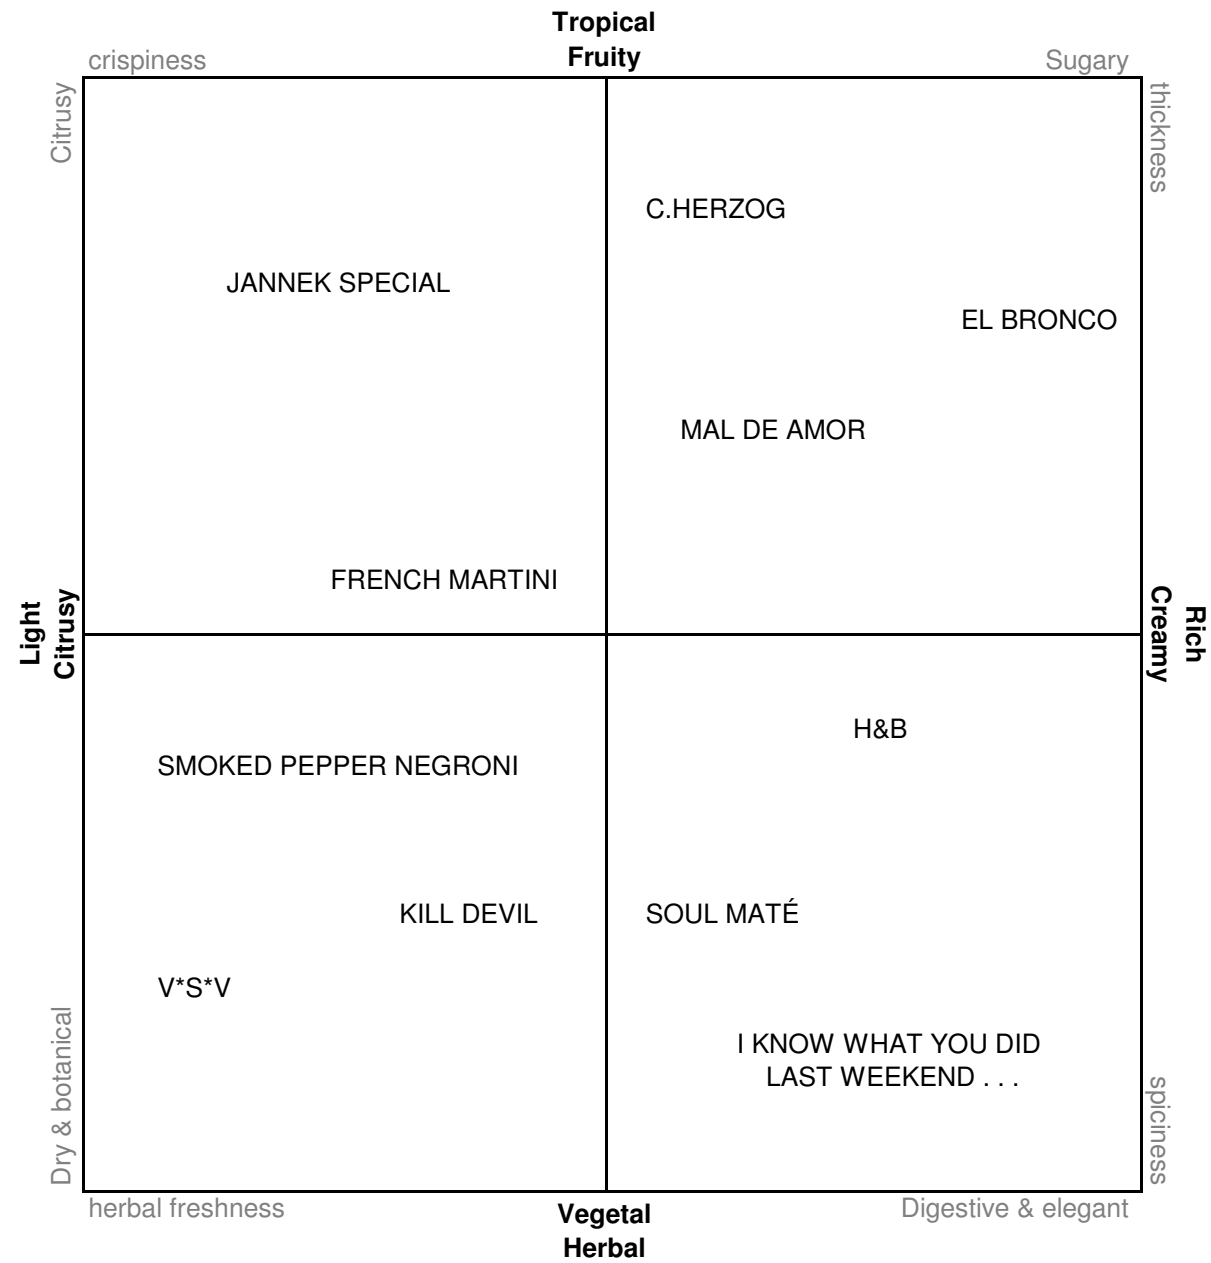 Tropical
Fruity
crispiness
Sugary
Citrusy
thickness
C.HERZOG
JANNEK SPECIAL
EL BRONCO
MAL DE AMOR
FRENCH MARTINI
Light
Citrusy
Rich
Creamy
H&B
SMOKED PEPPER NEGRONI
KILL DEVIL
SOUL MATÉ
V*S*V
I KNOW WHAT YOU DID
LAST WEEKEND . . .
Dry & botanical
spiciness
herbal freshness
Digestive & elegant
Vegetal
Herbal